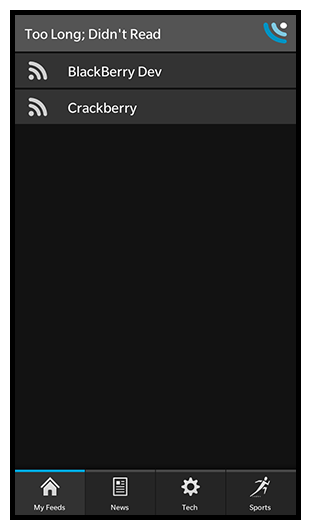 Too Long; Didn't Read
BlackBerry Dev
Crackberry
My Feeds
News
Tech
Sports